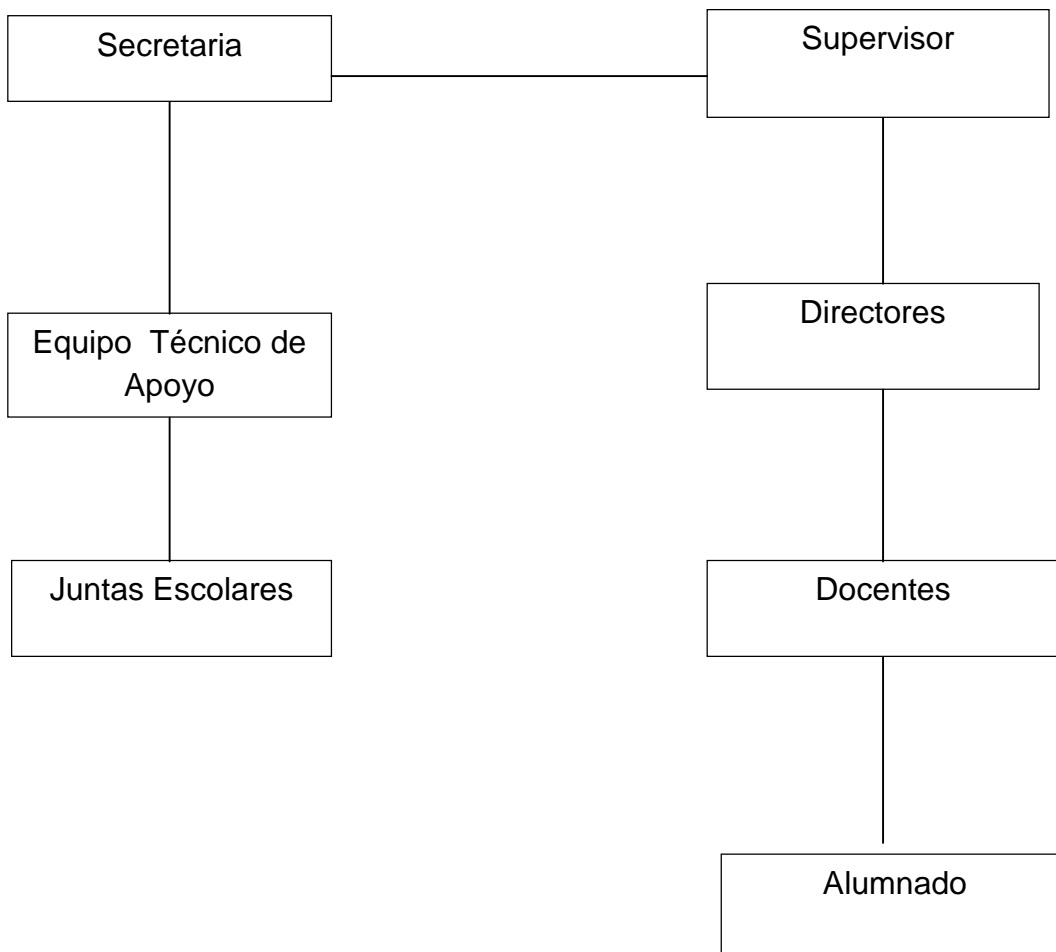 Secretaria
Supervisor
Equipo Técnico de
Apoyo
Directores
Juntas Escolares
Docentes
Alumnado